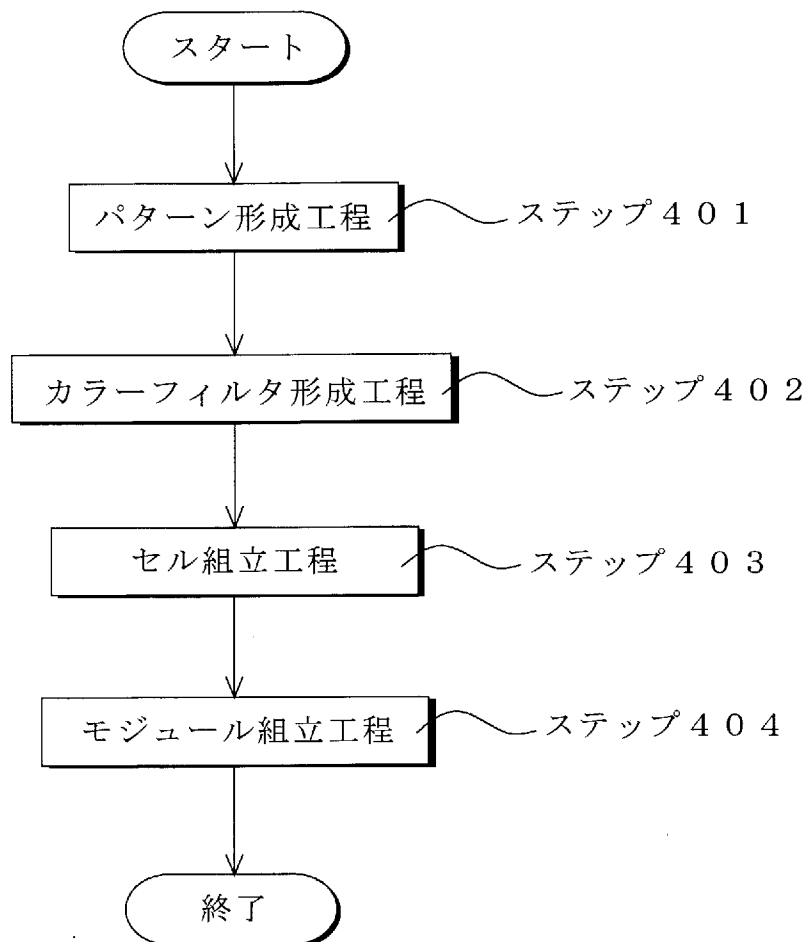 スタート
パターン形成工程
ステップ４０１
カラーフィルタ形成工程
ステップ４０２
セル組立工程
ステップ４０３
モジュール組立工程
ステップ４０４
終了